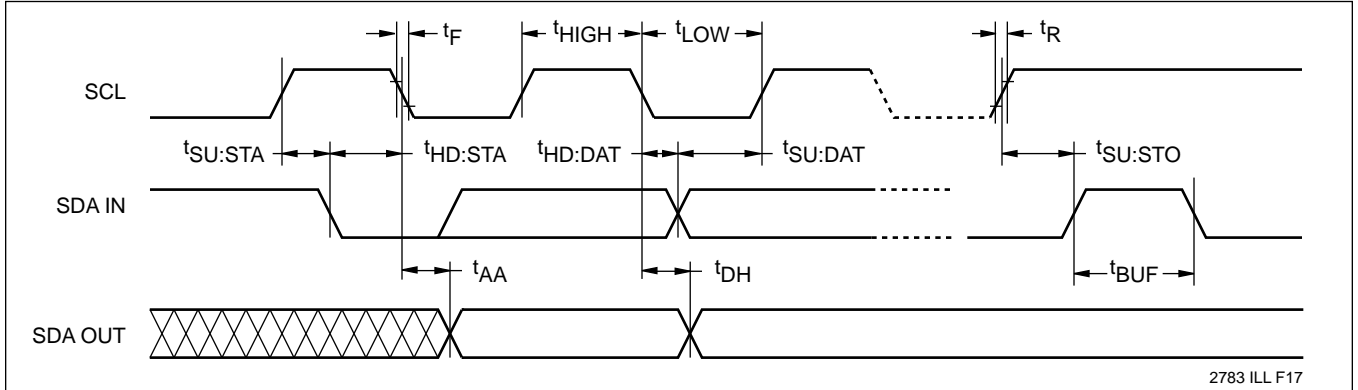 tF
tHIGH
tLOW
tR
SCL
tSU:STA
tHD:STA
tHD:DAT
tSU:DAT
tSU:STO
SDA IN
tAA
tDH
tBUF
SDA OUT
2783 ILL F17